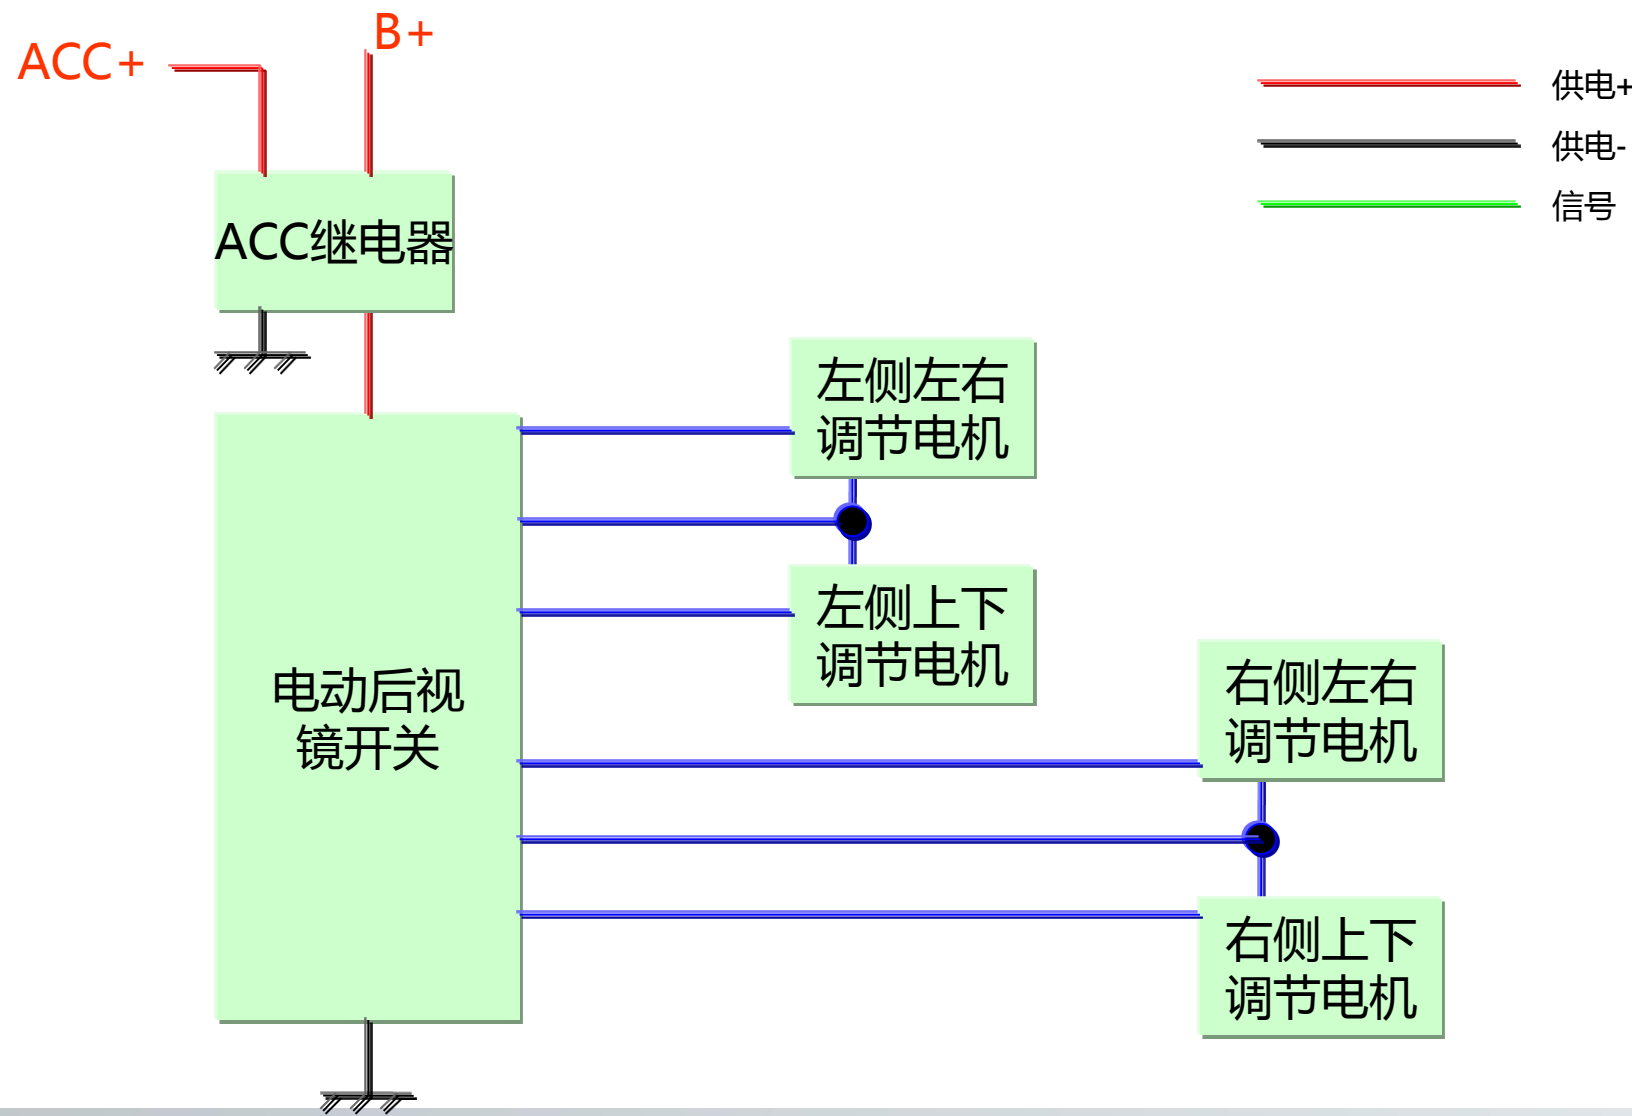 B+
ACC+
供电+
供电-
信号
ACC继电器
左侧左右
调节电机
左侧上下
调节电机
电动后视
镜开关
右侧左右
调节电机
右侧上下
调节电机